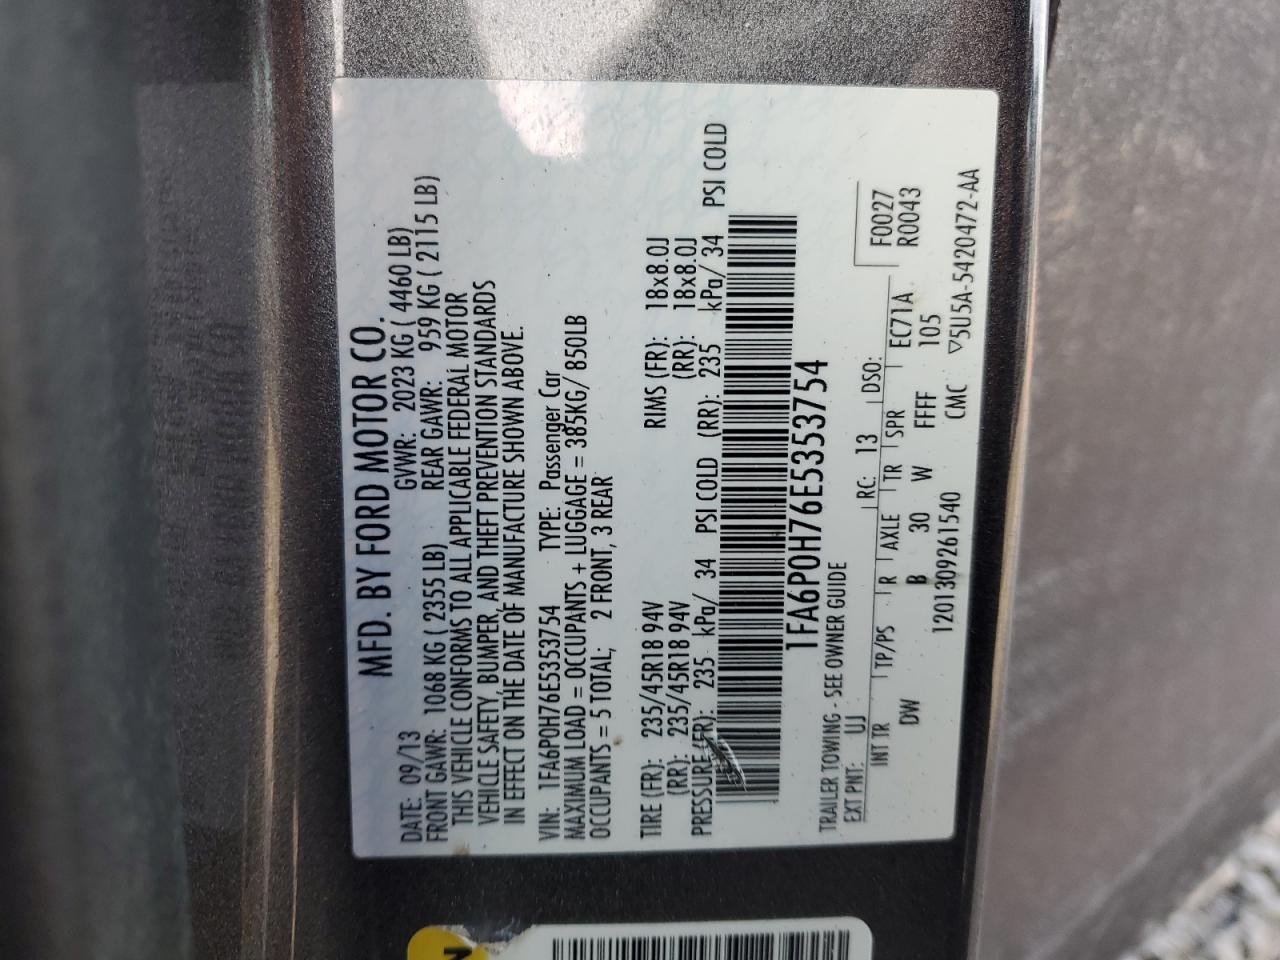 MFD. BY FORD MOTOR CO.
DATE: 09/13 GVWR: 2023 KG ( 4460 LB)
FRONT GAWR: 1068 KG ( 2355 LB) REAR GAWR: 959 KG ( 2115 LB)
THIS VEHICLE CONFORMS TO ALL APPLICABLE FEDERAL MOTOR
VEHICLE SAFETY, BUMPER, AND THEFT PREVENTION STANDARDS
IN EFFECT ON THE DATE OF MANUFACTURE SHOWN ABOVE.
VIN: 1FA6P0H76E5353754 TYPE: Passenger Car
MAXIMUM LOAD = OCCUPANTS + LUGGAGE = 385KG/ 850LB
OCCUPANTS = 5 TOTAL; 2 FRONT, 3 REAR
TIRE (FR): 235/45R18 94V RIMS (FR): 18x8.0J
(RR): 235/45R18 94V (RR): 18x8.0J
PRESSURE (FR): 235 kPa/ 34 PSI COLD (RR): 235 kPa/ 34 PSI COLD
1FA6P0H76E5353754
TRAILER TOWING - SEE OWNER GUIDE
EXT PNT: UJ RC: 13 DSO:
INT TR TP/PS R AXLE TR SPR EC71A F0027
DW B 30 W FFFF 105 R0043
1201309261540 CMC ▽5U5A-5420472-AA
N